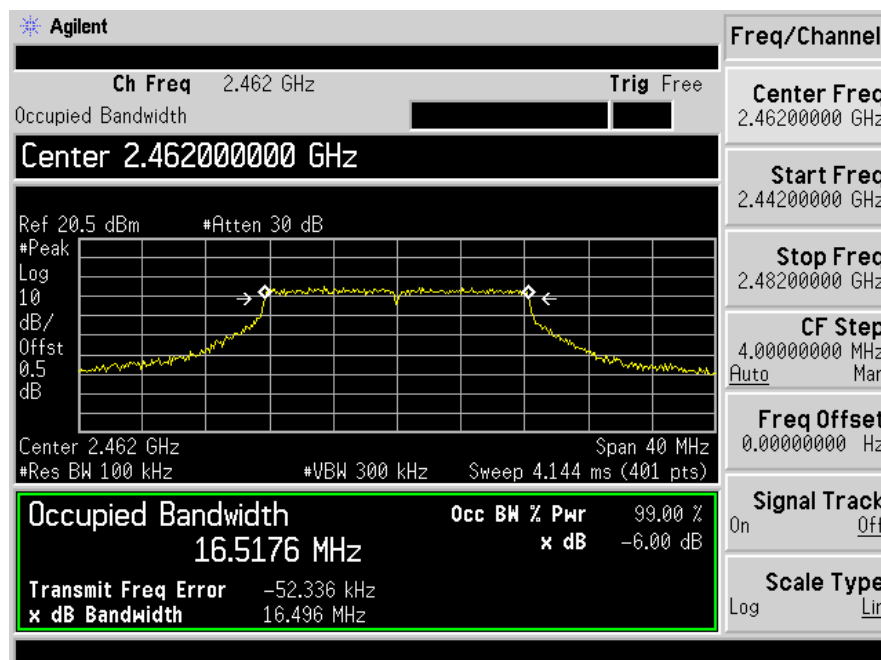 Agilent
Ch Freq 2.462 GHz Trig Free
Occupied Bandwidth
Center 2.462000000 GHz
Ref 20.5 dBm #Atten 30 dB
#Peak
Log
10
dB/
Offst
0.5
dB
Center 2.462 GHz Span 40 MHz
#Res BW 100 kHz #VBW 300 kHz Sweep 4.144 ms (401 pts)
Occupied Bandwidth Occ BW % Pwr 99.00 %
16.5176 MHz x dB -6.00 dB
Transmit Freq Error -52.336 kHz
x dB Bandwidth 16.496 MHz
Freq/Channel
Center Freq
2.46200000 GHz
Start Freq
2.44200000 GHz
Stop Freq
2.48200000 GHz
CF Step
4.00000000 MHz
Auto Man
Freq Offset
0.00000000 Hz
Signal Track
On Off
Scale Type
Log Lin